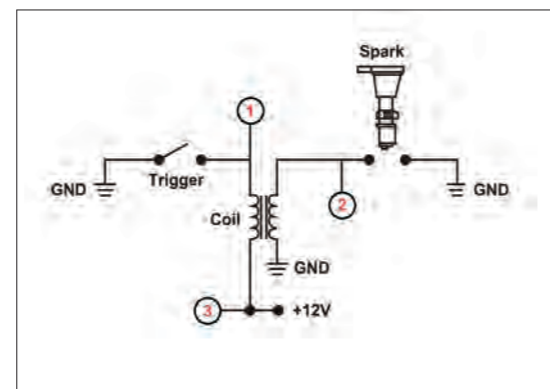 Spark
1
GND
Trigger
Coil
2
GND
GND
3
+12V